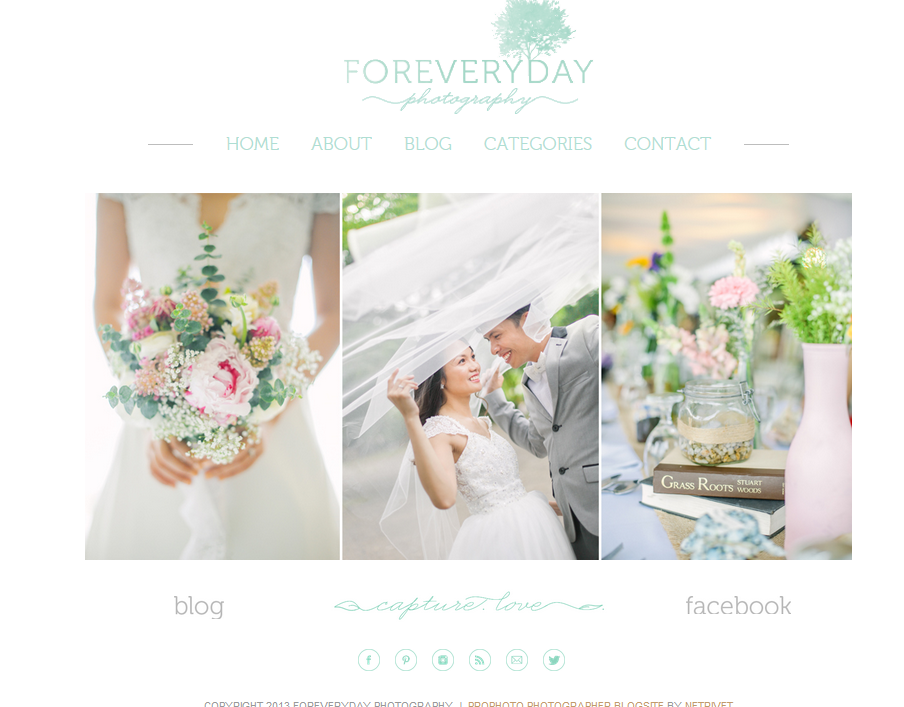 FOREVERYDAY
photography
HOME ABOUT BLOG CATEGORIES CONTACT
GRASS ROOTS STUART WOODS
blog capture. love facebook
COPYRIGHT 2013 FOREVERYDAY PHOTOGRAPHY | PROPHOTO PHOTOGRAPHER BLOGSITE BY NETRIVET